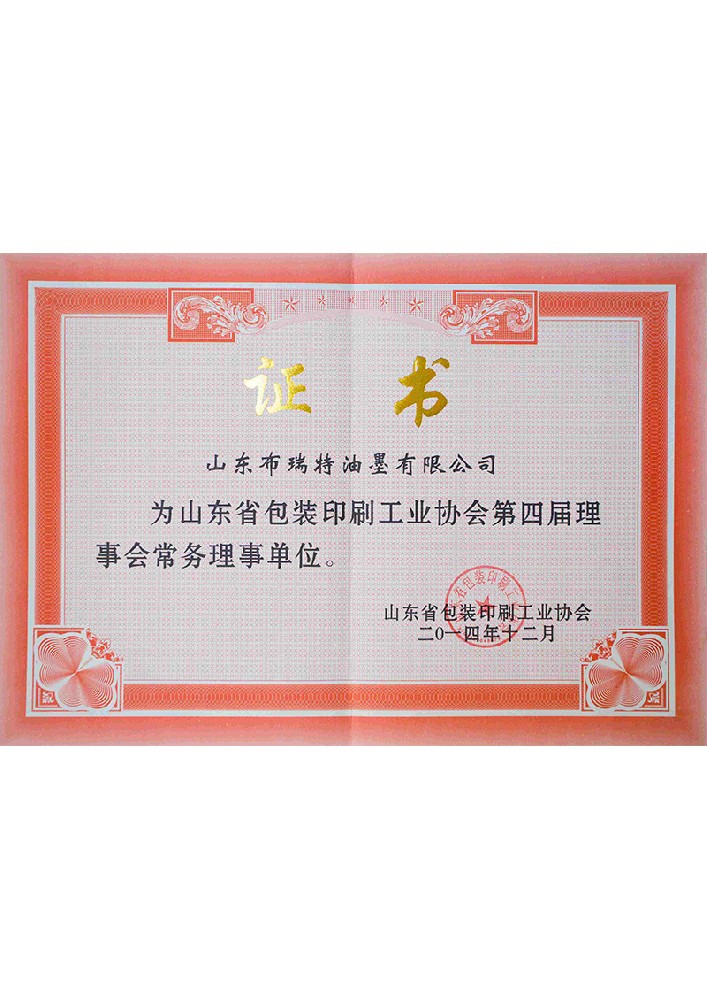 证书
山东布瑞特油墨有限公司
为山东省包装印刷工业协会第四届理
事会常务理事单位。
山东省包装印刷工业协会
二0一四年十二月